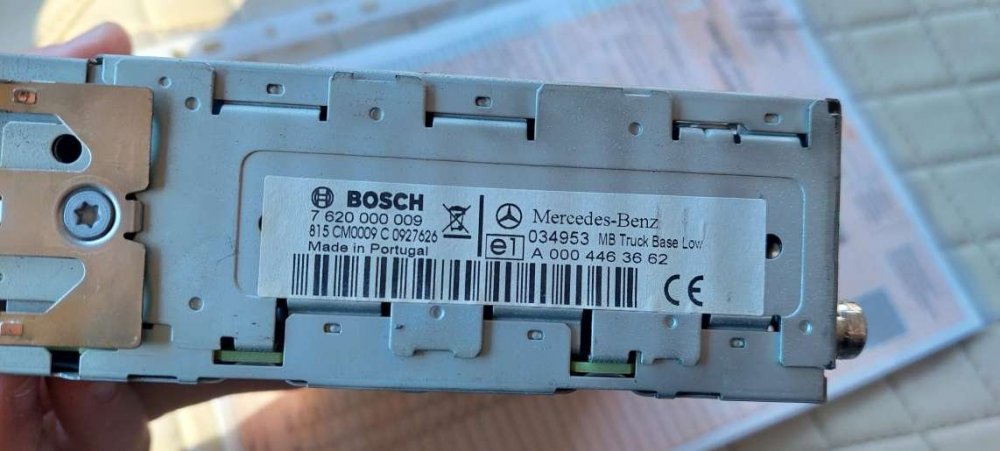 BOSCH
7 620 000 009
815 CM0009 C 0927626
Made in Portugal
Mercedes-Benz
e1 034953 MB Truck Base Low
A 000 446 36 62
CE